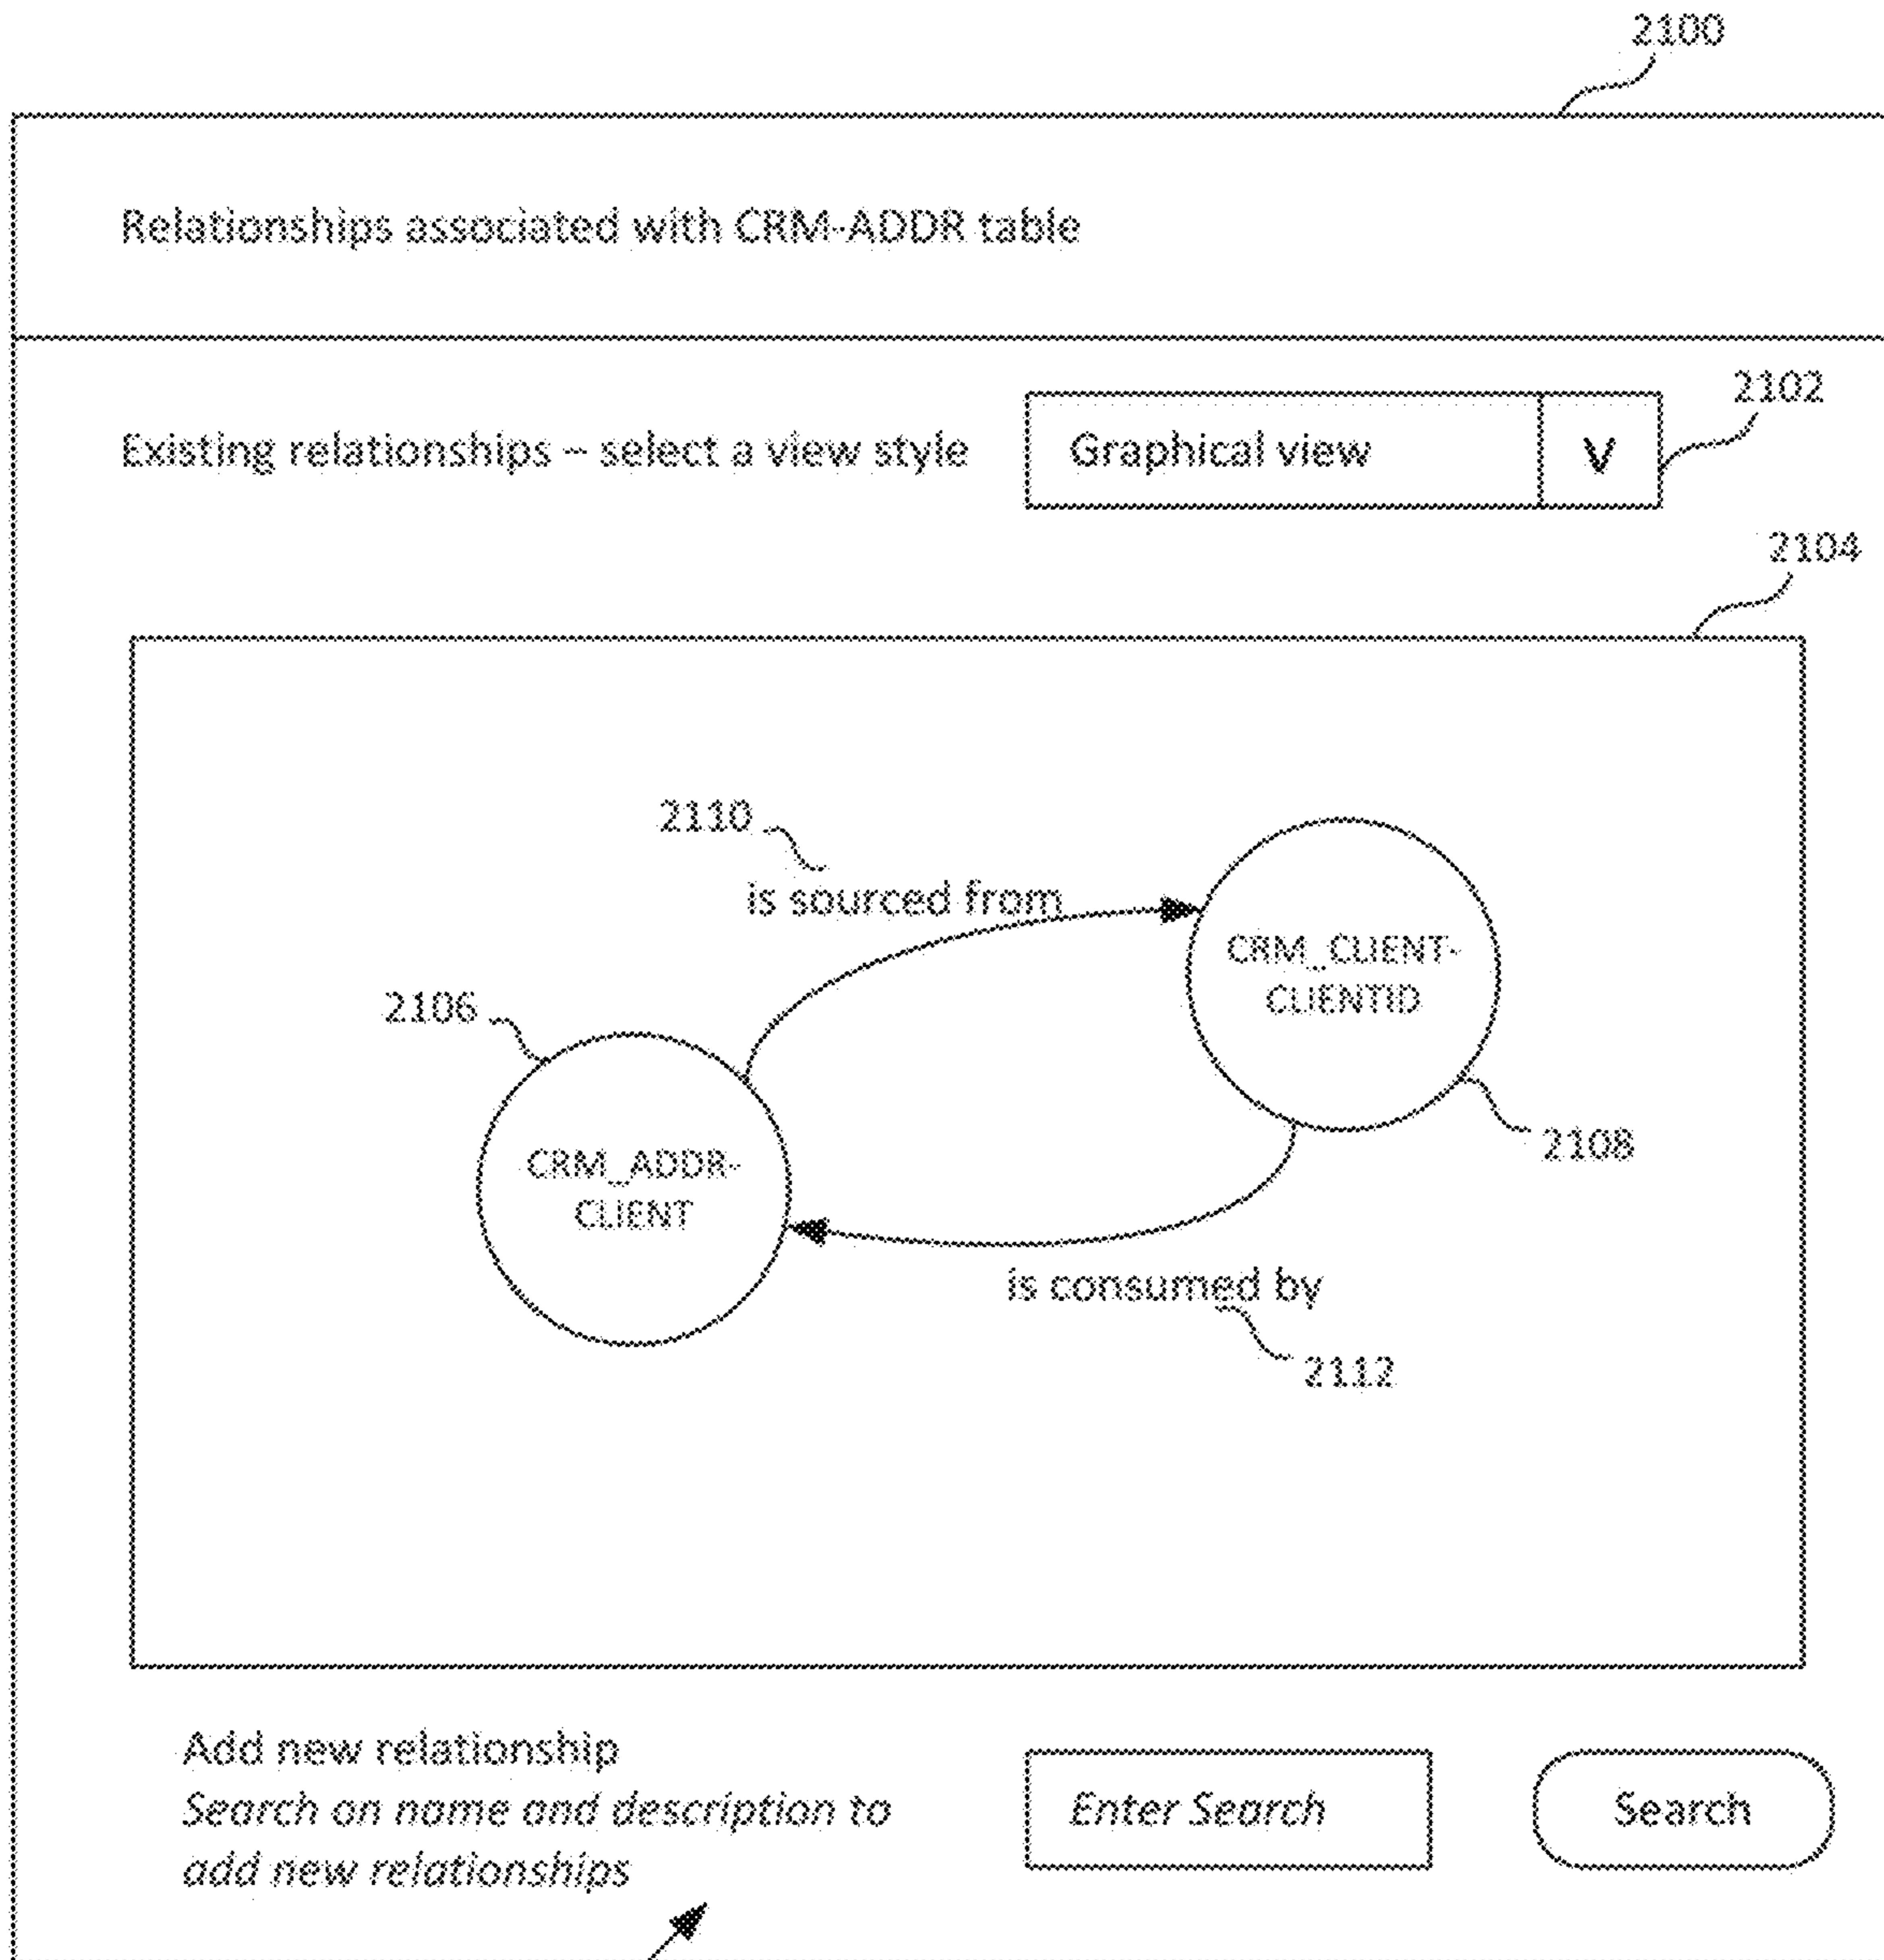 2100
Relationships associated with CRM-ADDR table
2102
Existing relationships – select a view style
Graphical view
V
2104
2110
is sourced from
CRM_CLIENT-
CLIENTID
2106
2108
CRM_ADDR-
CLIENT
is consumed by
2112
Add new relationship
Search on name and description to
add new relationships
Enter Search
Search